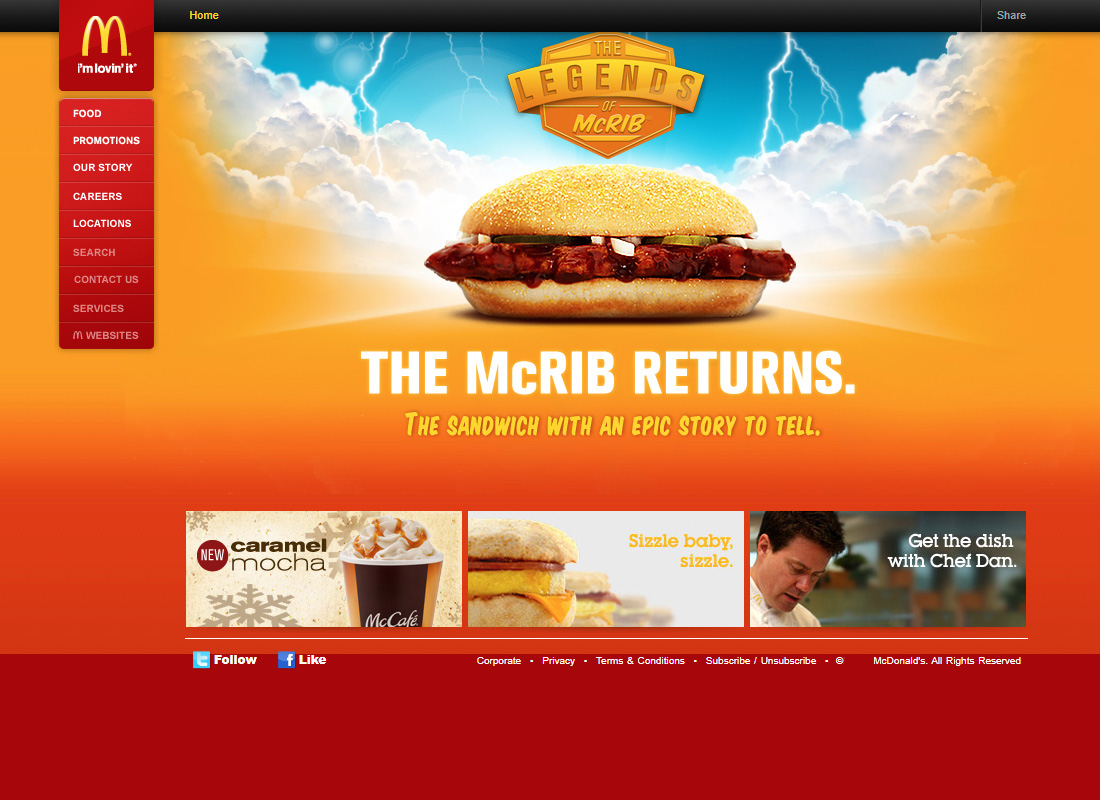 Home
Share
i'm lovin' it®
FOOD
PROMOTIONS
OUR STORY
CAREERS
LOCATIONS
SEARCH
CONTACT US
SERVICES
WEBSITES
THE
LEGENDS
OF
McRIB
THE McRIB RETURNS.
THE SANDWICH WITH AN EPIC STORY TO TELL.
NEW
caramel
mocha
McCafé
Sizzle baby,
sizzle.
Get the dish
with Chef Dan.
Follow
Like
Corporate • Privacy • Terms & Conditions • Subscribe / Unsubscribe • © McDonald's. All Rights Reserved